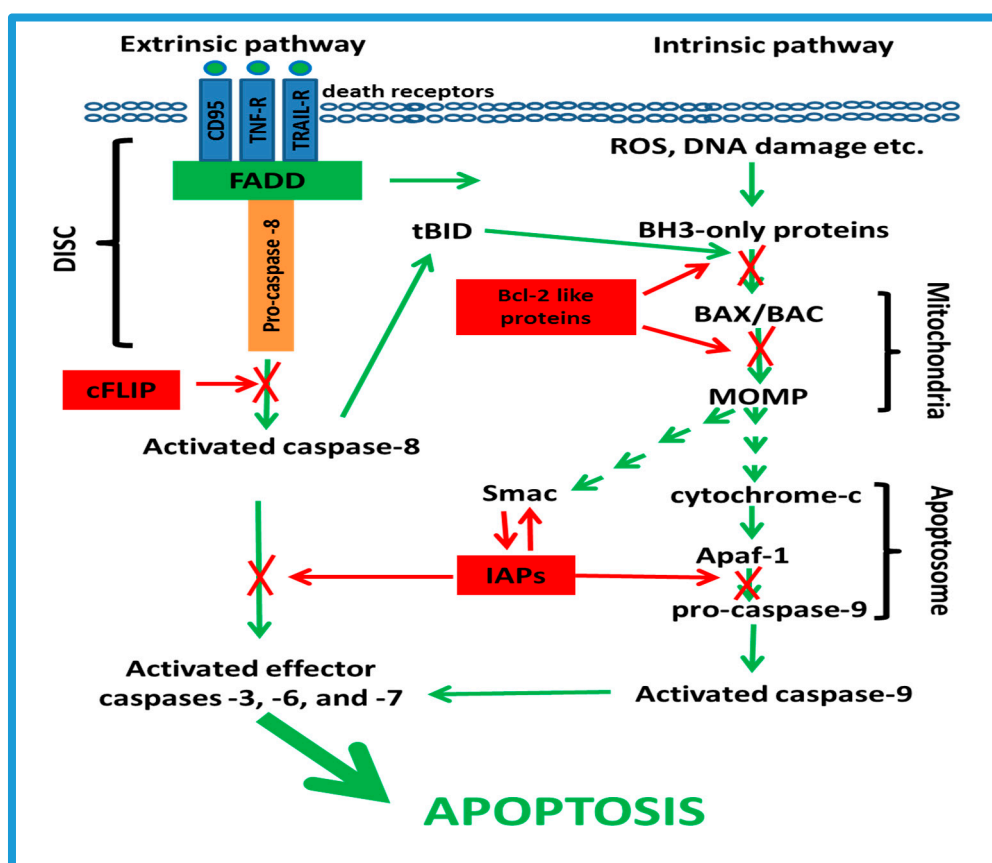 Extrinsic pathway
Intrinsic pathway
death receptors
CD95
TNF-R
TRAIL-R
ROS, DNA damage etc.
FADD
DISC
Pro-caspase -8
tBID
BH3-only proteins
Bcl-2 like
proteins
BAX/BAC
Mitochondria
cFLIP
MOMP
Activated caspase-8
Smac
cytochrome-c
Apoptosome
IAPs
Apaf-1
pro-caspase-9
Activated effector
caspases -3, -6, and -7
Activated caspase-9
APOPTOSIS